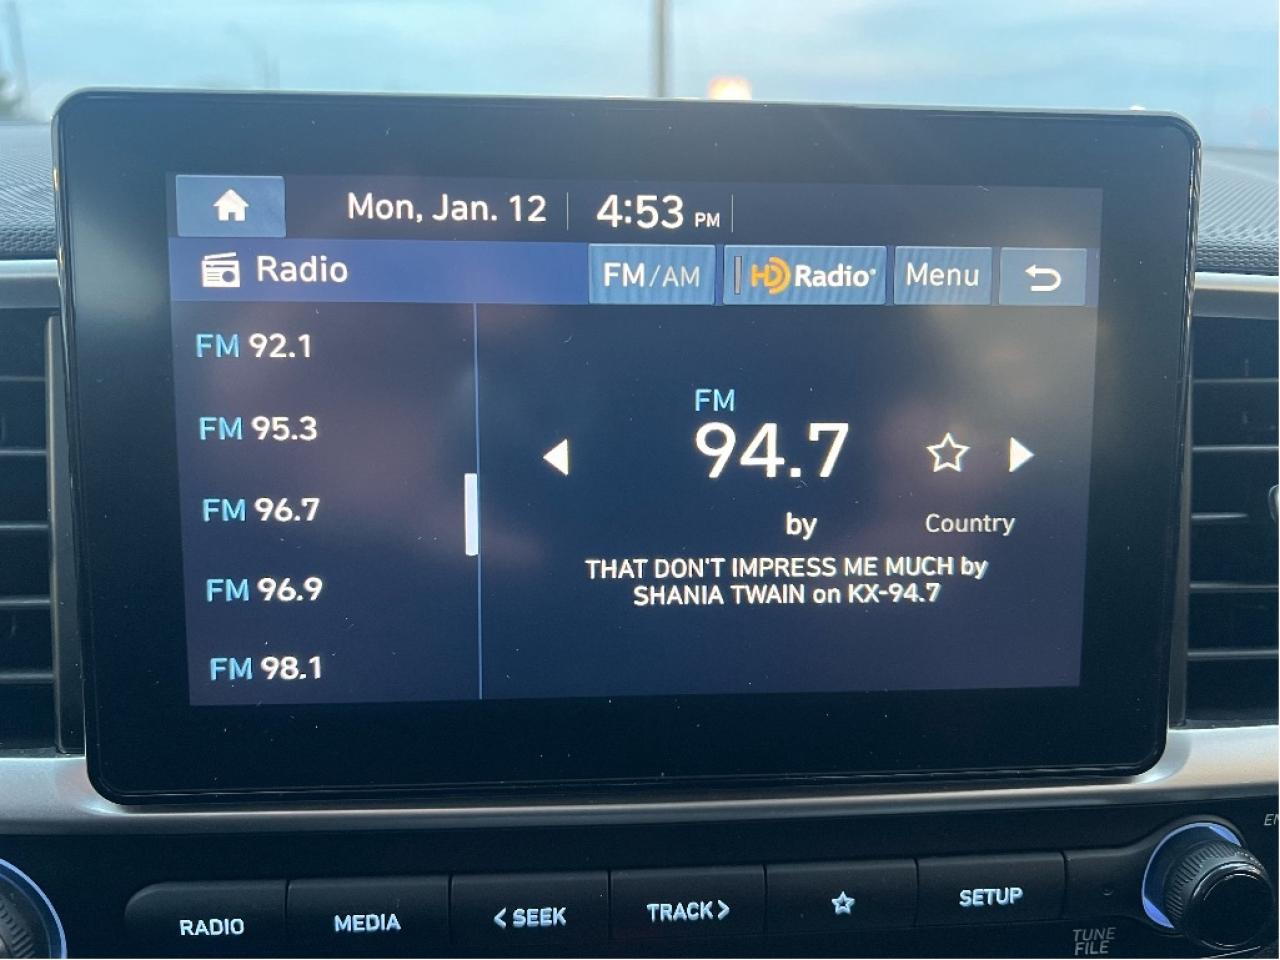 Mon, Jan. 12 4:53 PM
Radio FM/AM HD Radio® Menu
FM 92.1
FM 95.3
FM 96.7
FM 96.9
FM 98.1
FM
94.7
by Country
THAT DON'T IMPRESS ME MUCH by
SHANIA TWAIN on KX-94.7
RADIO MEDIA < SEEK TRACK > SETUP
TUNE
FILE